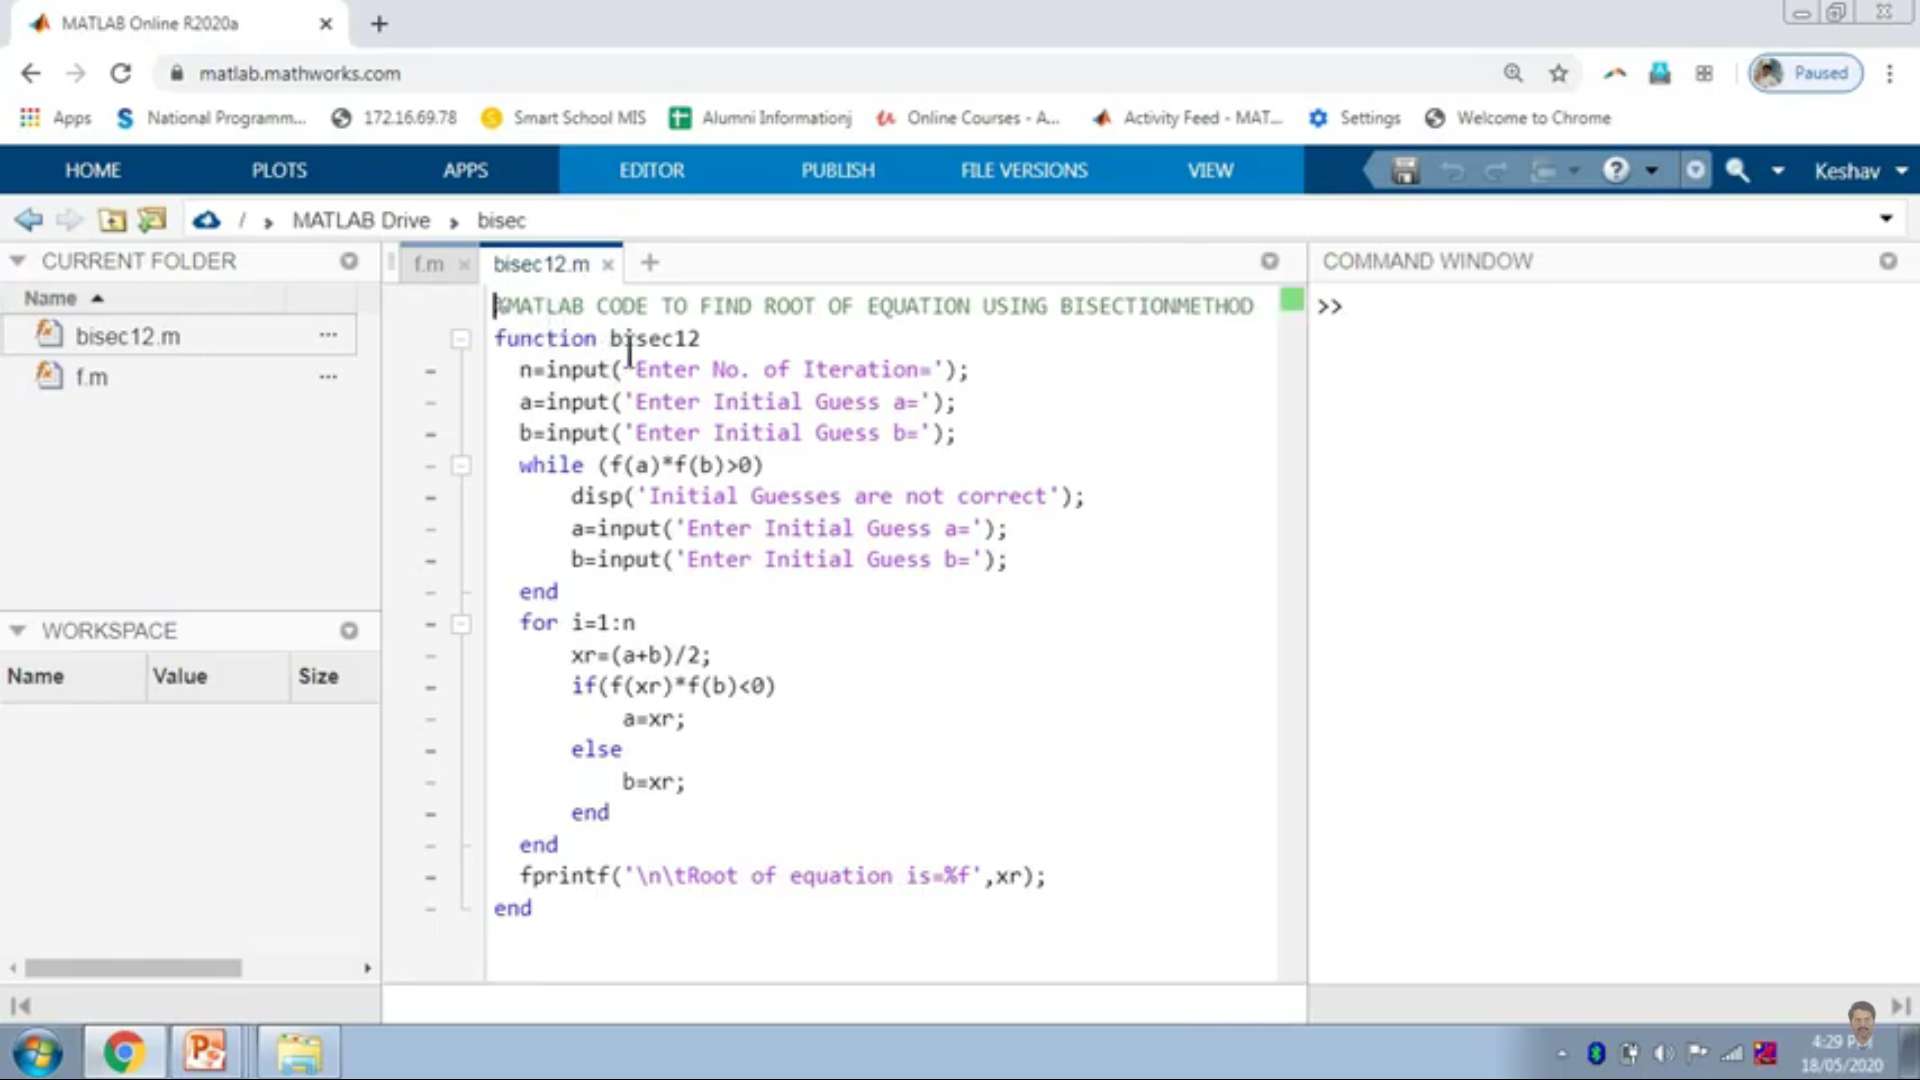 MATLAB Online R2020a
matlab.mathworks.com
Paused
Apps National Programm... 172.16.69.78 Smart School MIS Alumni Informationj Online Courses - A... Activity Feed - MAT... Settings Welcome to Chrome
HOME PLOTS APPS EDITOR PUBLISH FILE VERSIONS VIEW Keshav
/ MATLAB Drive bisec
CURRENT FOLDER
Name
bisec12.m
f.m
WORKSPACE
Name Value Size
f.m bisec12.m
%MATLAB CODE TO FIND ROOT OF EQUATION USING BISECTIONMETHOD
function bisec12
n=input('Enter No. of Iteration=');
a=input('Enter Initial Guess a=');
b=input('Enter Initial Guess b=');
while (f(a)*f(b)>0)
disp('Initial Guesses are not correct');
a=input('Enter Initial Guess a=');
b=input('Enter Initial Guess b=');
end
for i=1:n
xr=(a+b)/2;
if(f(xr)*f(b)<0)
a=xr;
else
b=xr;
end
end
fprintf('\n\tRoot of equation is=%f',xr);
end
COMMAND WINDOW
>>
4:29 PM
18/05/2020